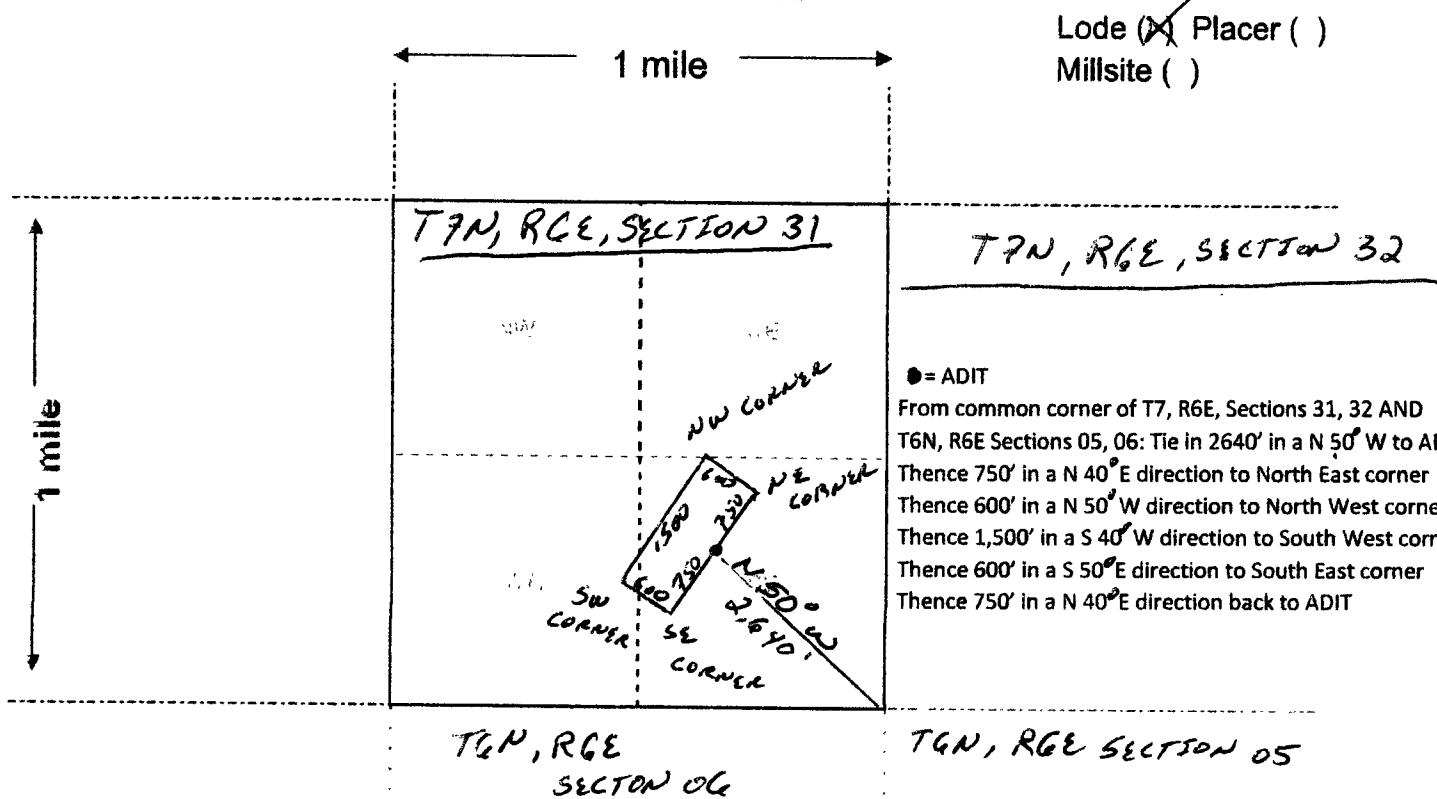 Lode (X) Placer ( )
Millsite ( )
1 mile
1 mile
T7N, R6E, SECTION 31
T7N, R6E, SECTION 32
NW CORNER
NE CORNER
600
750
1500
750
600
SW CORNER
SE CORNER
N 50° W
2,640'
= ADIT
From common corner of T7, R6E, Sections 31, 32 AND
T6N, R6E Sections 05, 06: Tie in 2640' in a N 50° W to
Thence 750' in a N 40° E direction to North East corner
Thence 600' in a N 50° W direction to North West
Thence 1,500' in a S 40° W direction to South West
Thence 600' in a S 50° E direction to South East corner
Thence 750' in a N 40° E direction back to ADIT
T6N, R6E
SECTON 06
T6N, R6E SECTION 05